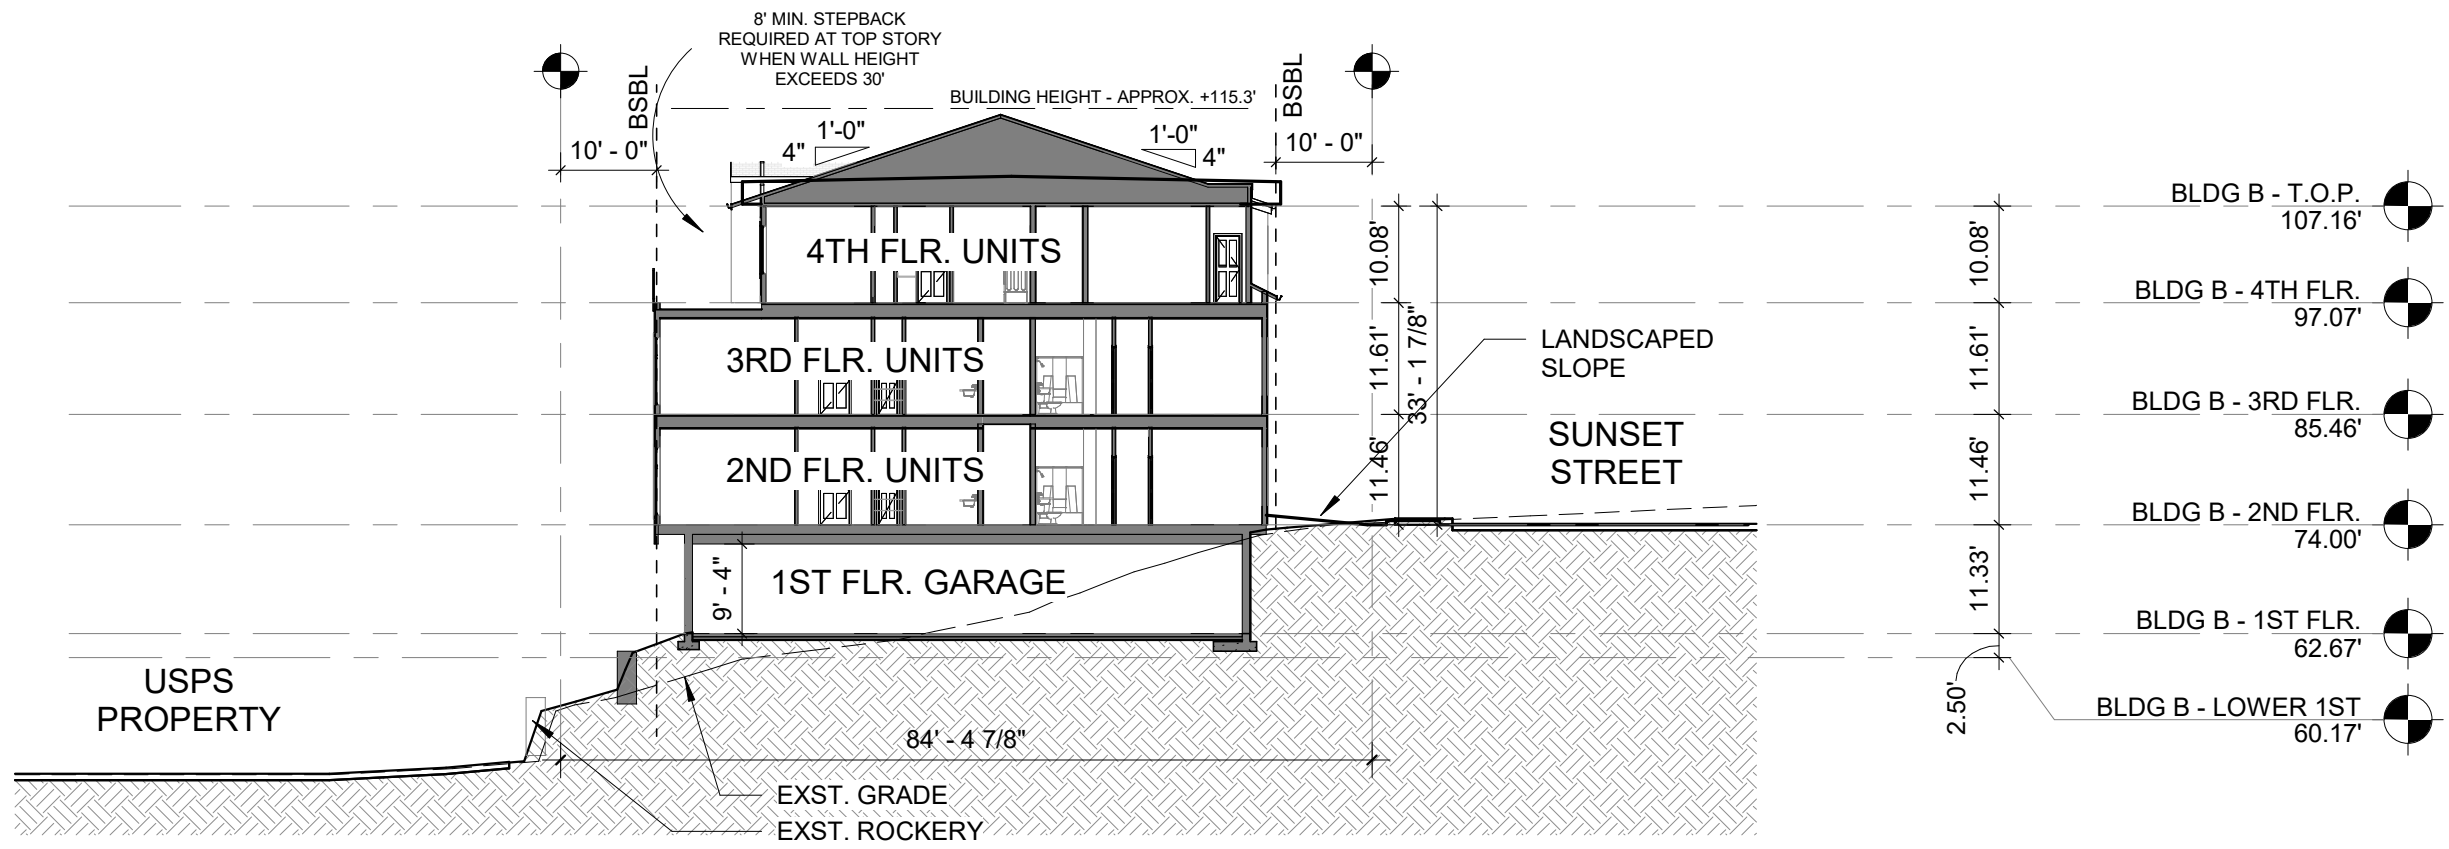 8' MIN. STEPBACK
REQUIRED AT TOP STORY
WHEN WALL HEIGHT
EXCEEDS 30'
BSBL
BSBL
BUILDING HEIGHT - APPROX. +115.3'
10' - 0"
4"
1'-0"
1'-0"
4"
10' - 0"
BLDG B - T.O.P.
107.16'
4TH FLR. UNITS
10.08'
10.08'
BLDG B - 4TH FLR.
97.07'
3RD FLR. UNITS
11.61'
33' - 1 7/8"
LANDSCAPED
SLOPE
11.61'
BLDG B - 3RD FLR.
85.46'
2ND FLR. UNITS
11.46'
SUNSET
STREET
11.46'
BLDG B - 2ND FLR.
74.00'
9' - 4"
1ST FLR. GARAGE
11.33'
BLDG B - 1ST FLR.
62.67'
USPS
PROPERTY
2.50'
BLDG B - LOWER 1ST
60.17'
84' - 4 7/8"
EXST. GRADE
EXST. ROCKERY